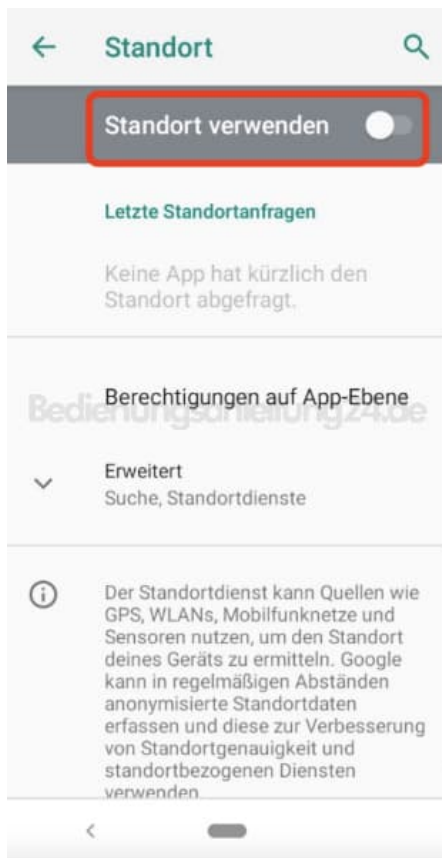 Standort
Standort verwenden
Letzte Standortanfragen
Keine App hat kürzlich den
Standort abgefragt.
Berechtigungen auf App-Ebene
Bedienungsanleitung24.de
Erweitert
Suche, Standortdienste
Der Standortdienst kann Quellen wie
GPS, WLANs, Mobilfunknetze und
Sensoren nutzen, um den Standort
deines Geräts zu ermitteln. Google
kann in regelmäßigen Abständen
anonymisierte Standortdaten
erfassen und diese zur Verbesserung
von Standortgenauigkeit und
standortbezogenen Diensten
verwenden